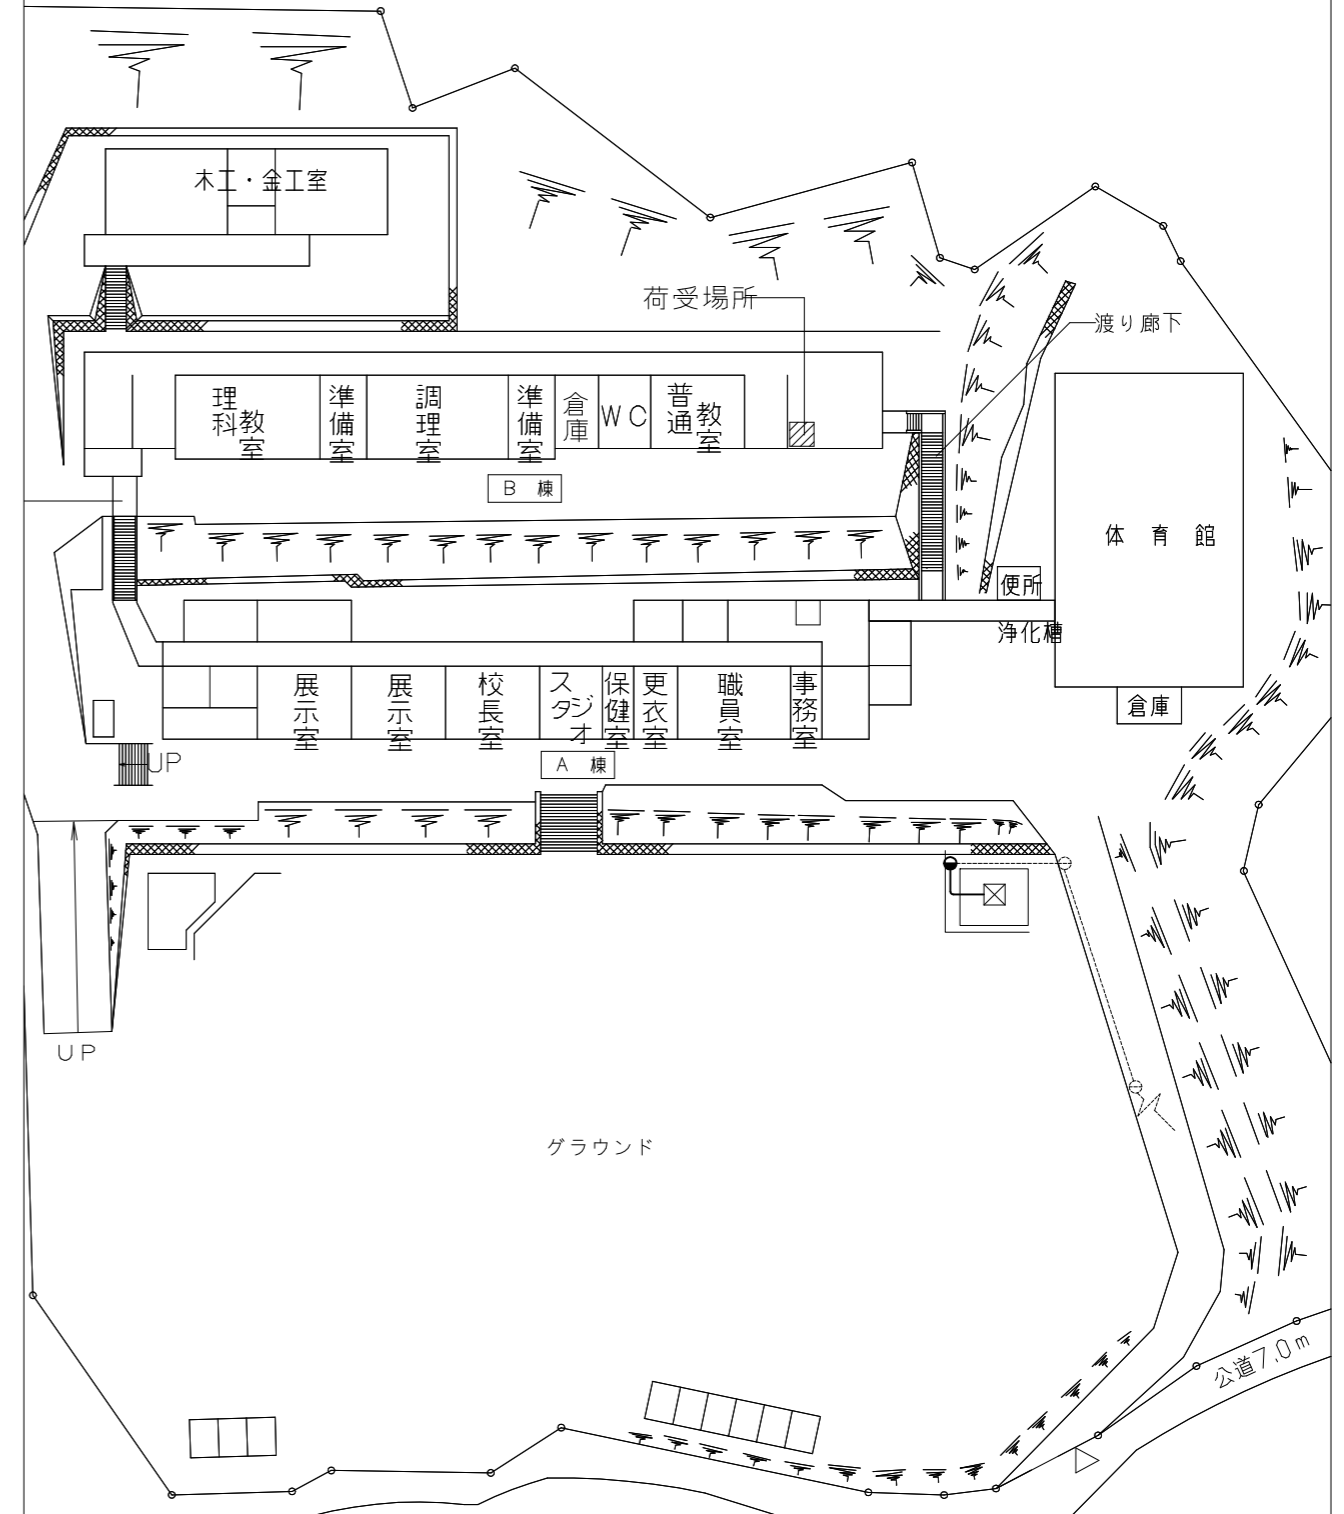 木工・金工室
荷受場所
渡り廊下
理科教室
準備室
調理室
準備室
倉庫
WC
普通教室
B 棟
体育館
便所
浄化槽
倉庫
展示室
展示室
校長室
スタジオ
保健室
更衣室
職員室
事務室
A 棟
UP
UP
グラウンド
公道7.0m